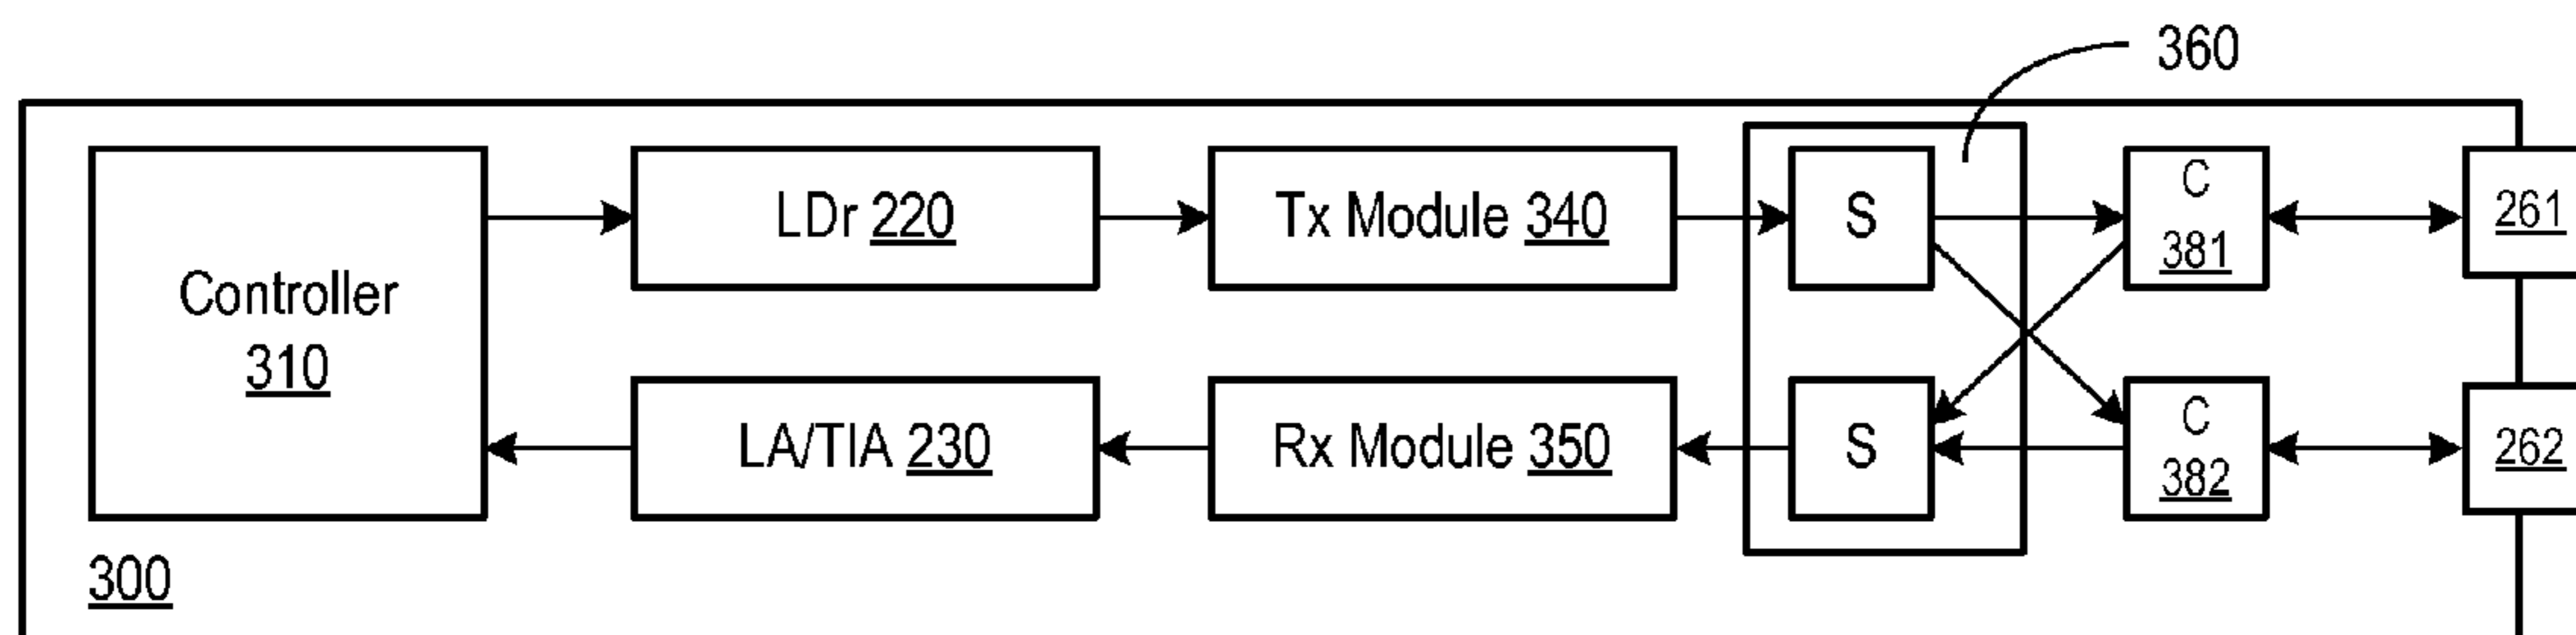 360
Controller
310
LDr 220
Tx Module 340
S
C
381
261
LA/TIA 230
Rx Module 350
S
C
382
262
300